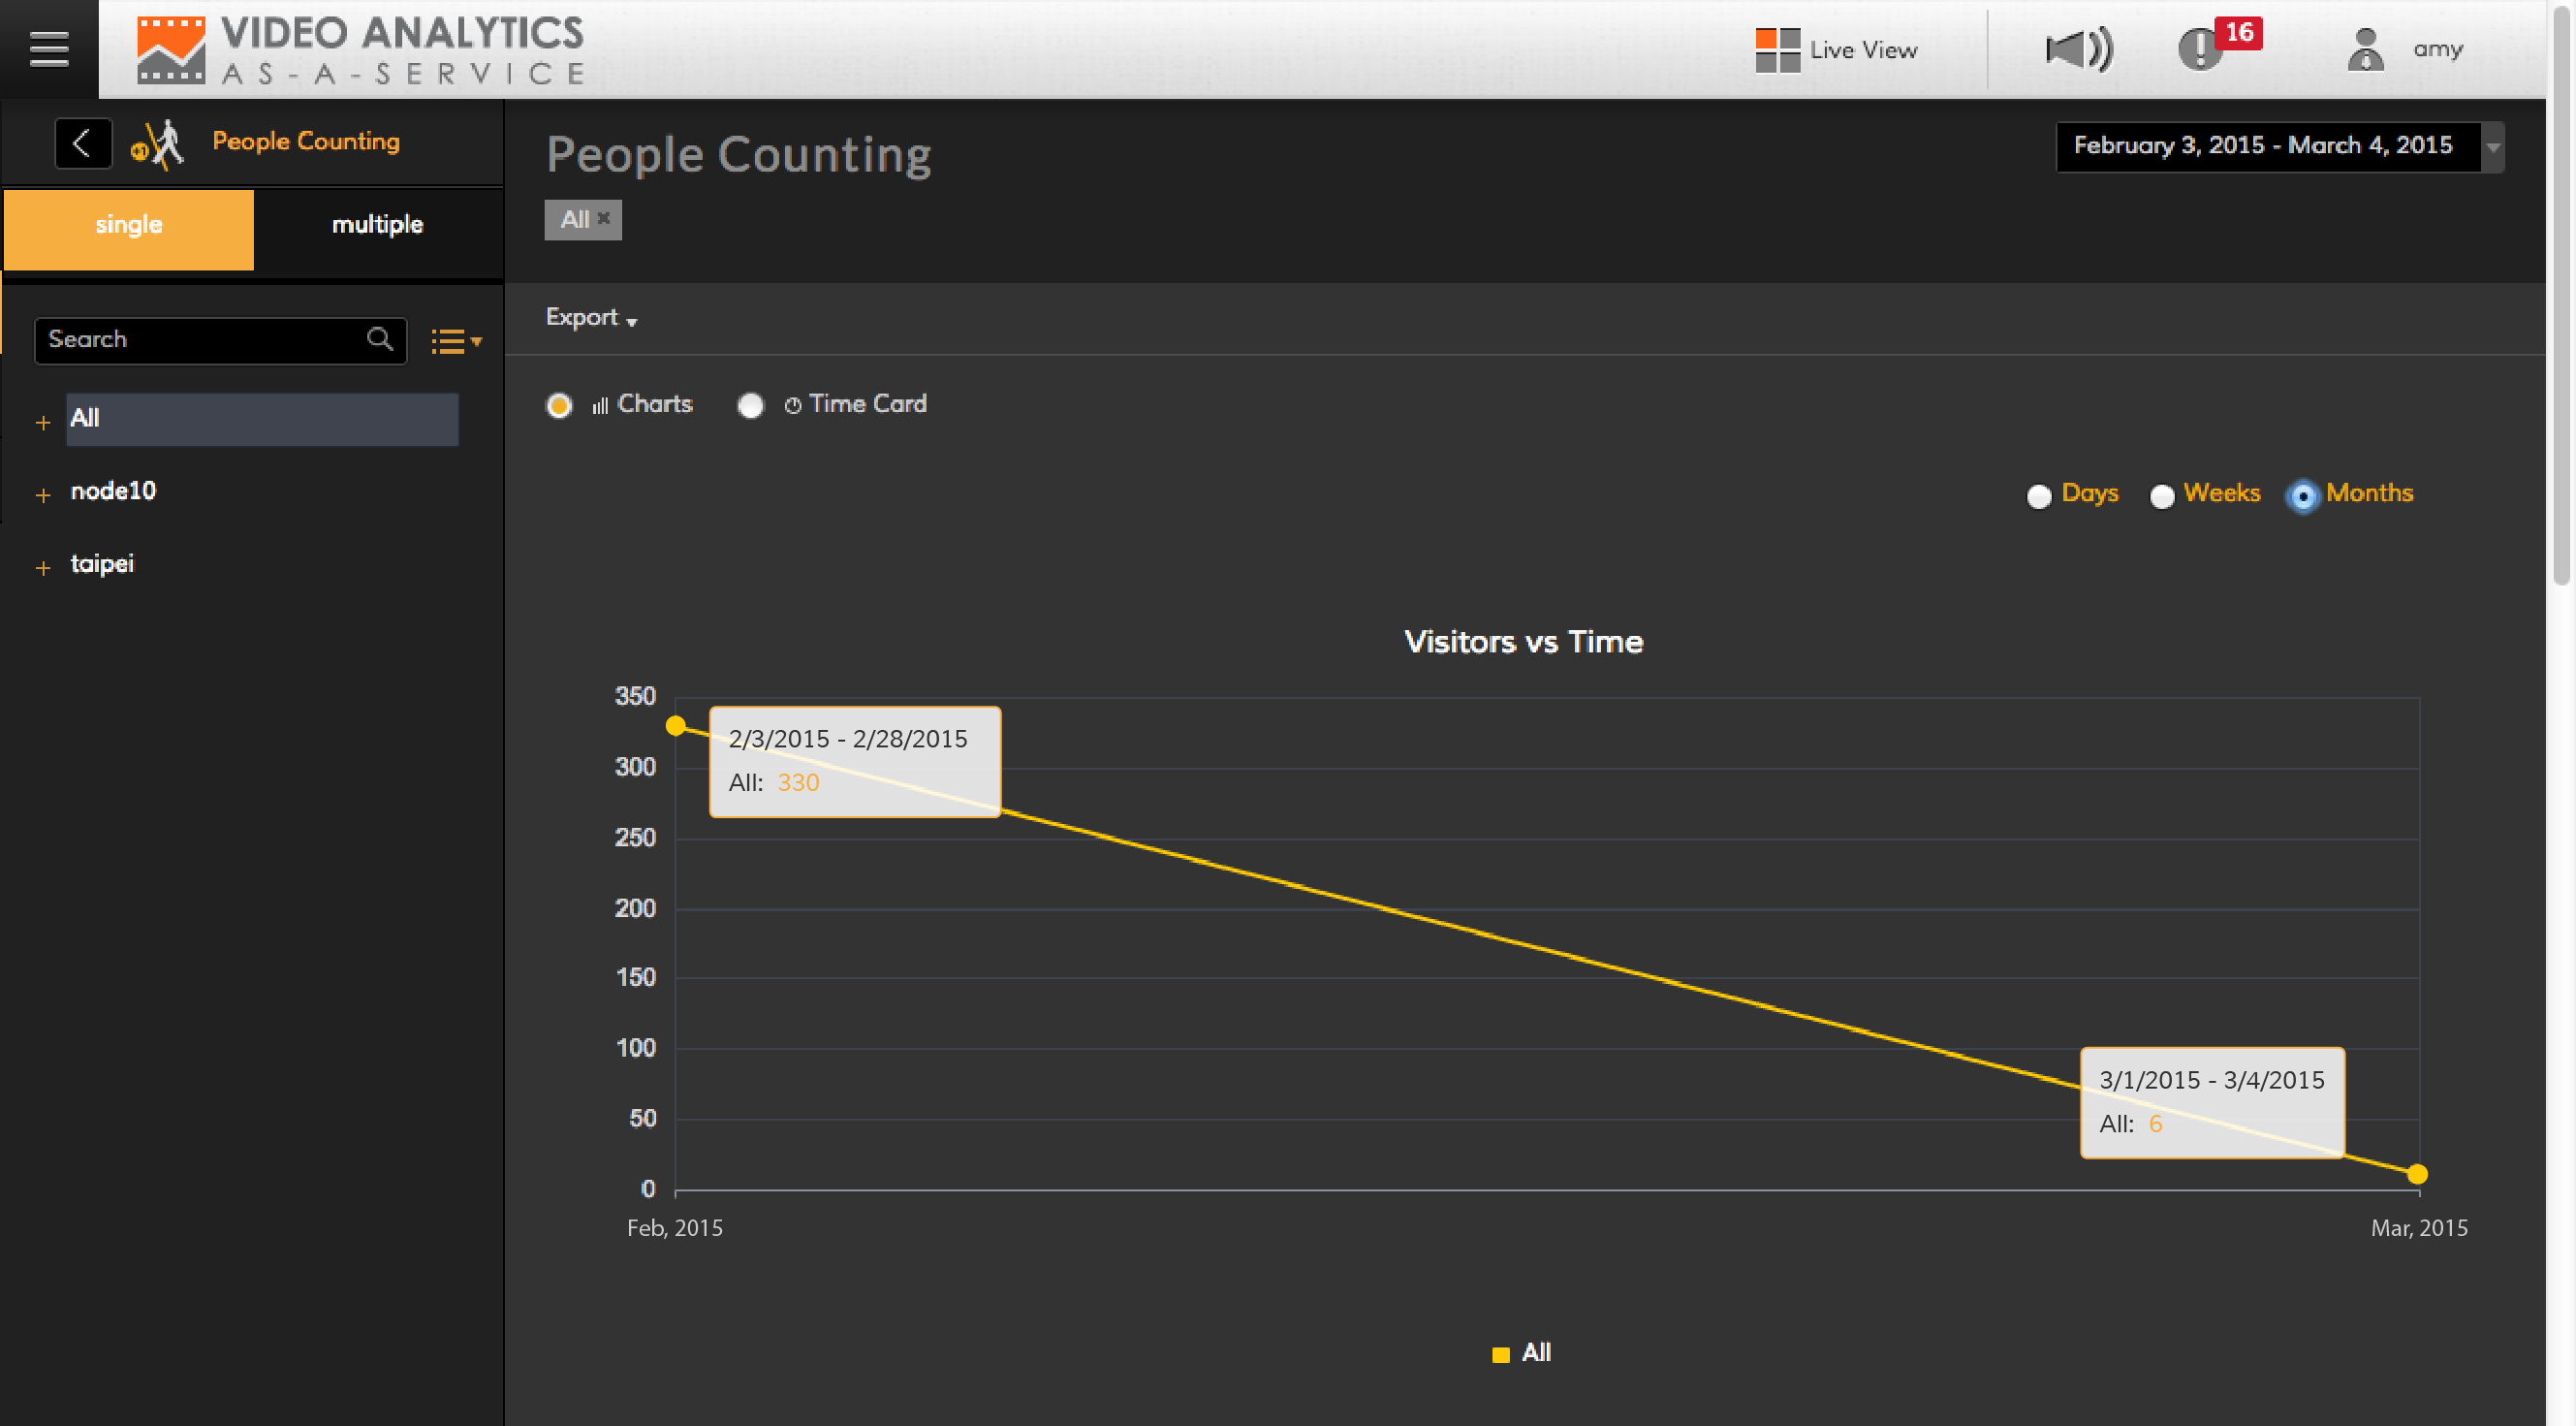 VIDEO ANALYTICS
AS-A-SERVICE
Live View
16
amy
+1
People Counting
single
multiple
Search
+ All
+ node10
+ taipei
People Counting
February 3, 2015 - March 4, 2015
All ×
Export
Charts
Time Card
Days
Weeks
Months
Visitors vs Time
350
300
250
200
150
100
50
0
2/3/2015 - 2/28/2015
All: 330
3/1/2015 - 3/4/2015
All: 6
Feb, 2015
Mar, 2015
All